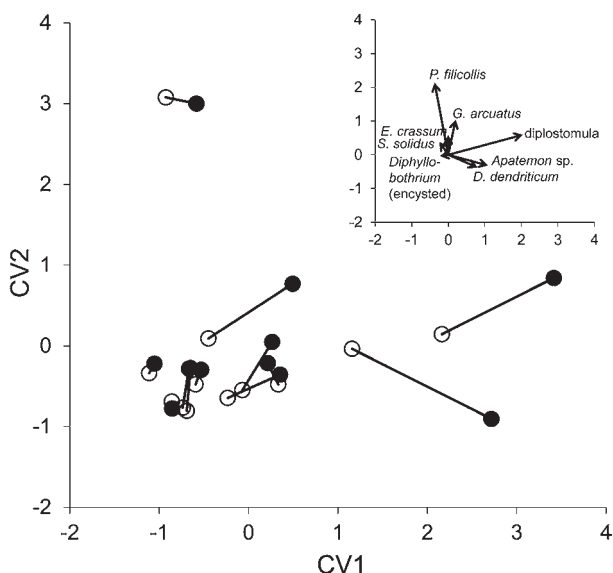 4
3
2
1
0
-1
-2
-2
-1
0
1
2
3
4
CV2
CV1
4
3
2
1
0
-1
-2
-2
-1
0
1
2
3
4
P. filicollis
G. arcuatus
E. crassum
diplostomula
S. solidus
Diphyllo-
bothrium
(encysted)
Apatemon sp.
D. dendriticum